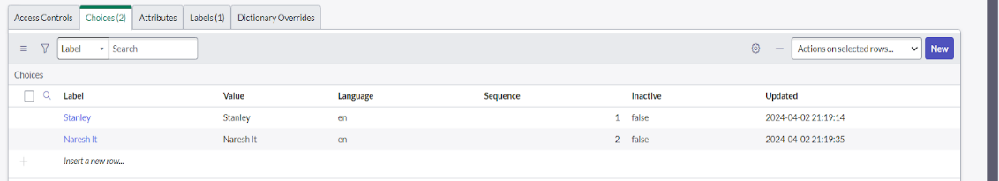 Access Controls Choices (2) Attributes Labels (1) Dictionary Overrides
Label Search Actions on selected rows... New
Choices
Label Value Language Sequence Inactive Updated
Stanley Stanley en 1 false 2024-04-02 21:19:14
Naresh It Naresh It en 2 false 2024-04-02 21:19:35
Insert a new row...